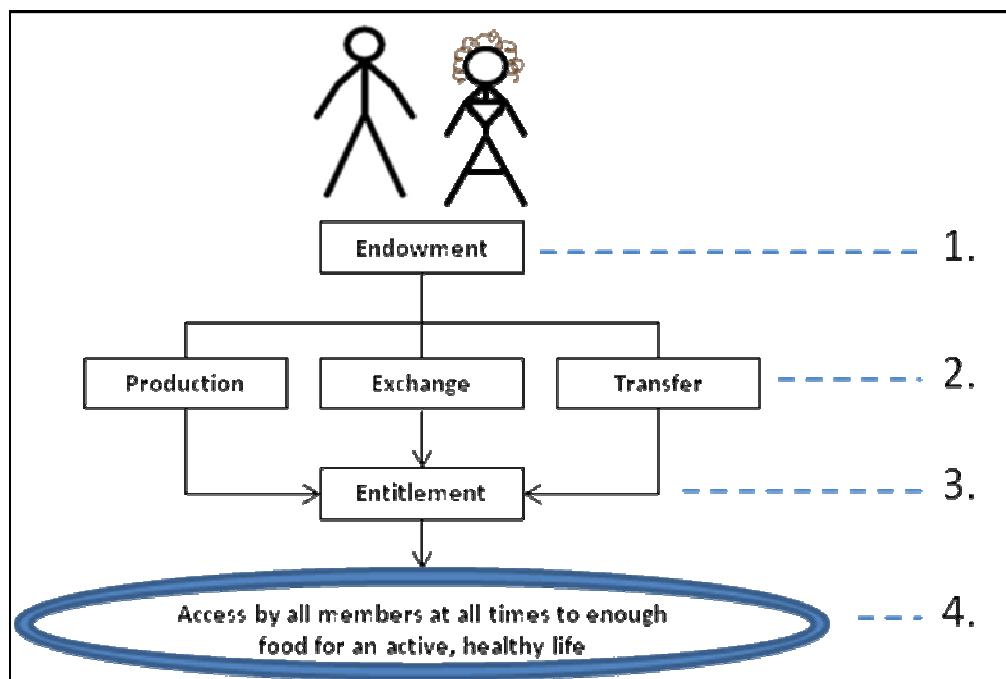 Endowment
1.
Production
Exchange
Transfer
2.
Entitlement
3.
Access by all members at all times to enough
food for an active, healthy life
4.